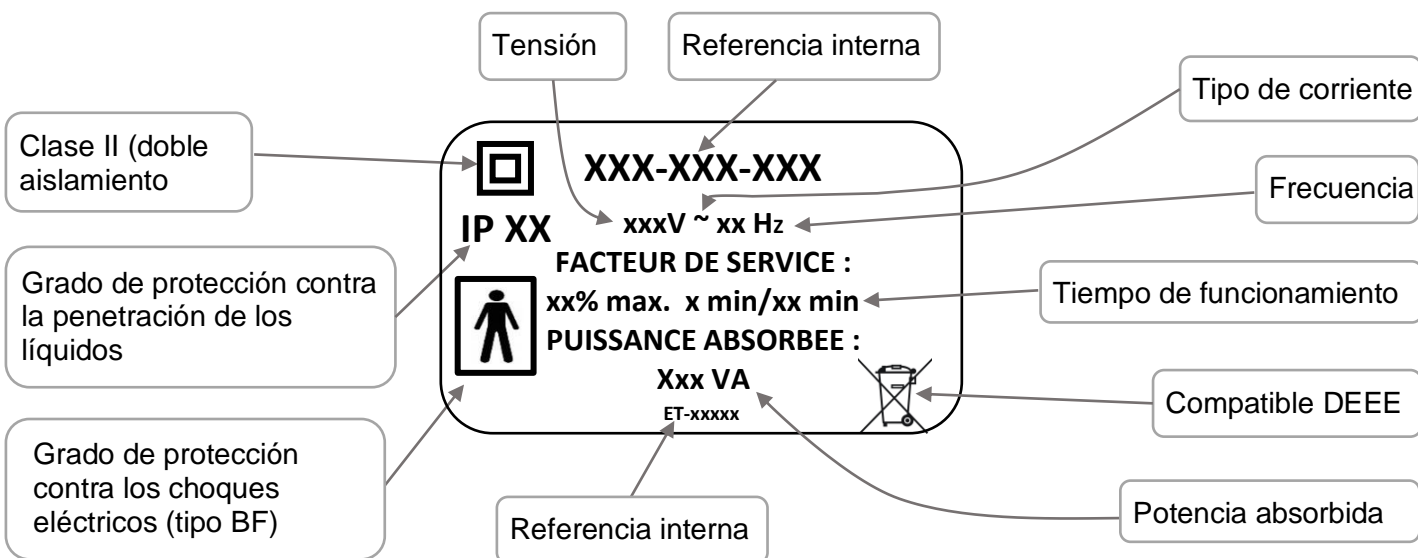 Tensión
Referencia interna
Tipo de corriente
Clase II (doble
aislamiento
XXX-XXX-XXX
Frecuencia
IP XX
xxxV ~ xx Hz
FACTEUR DE SERVICE :
Grado de protección contra
la penetración de los
líquidos
xx% max. x min/xx min
Tiempo de funcionamiento
PUISSANCE ABSORBEE :
Xxx VA
ET-xxxxx
Compatible DEEE
Grado de protección
contra los choques
eléctricos (tipo BF)
Referencia interna
Potencia absorbida